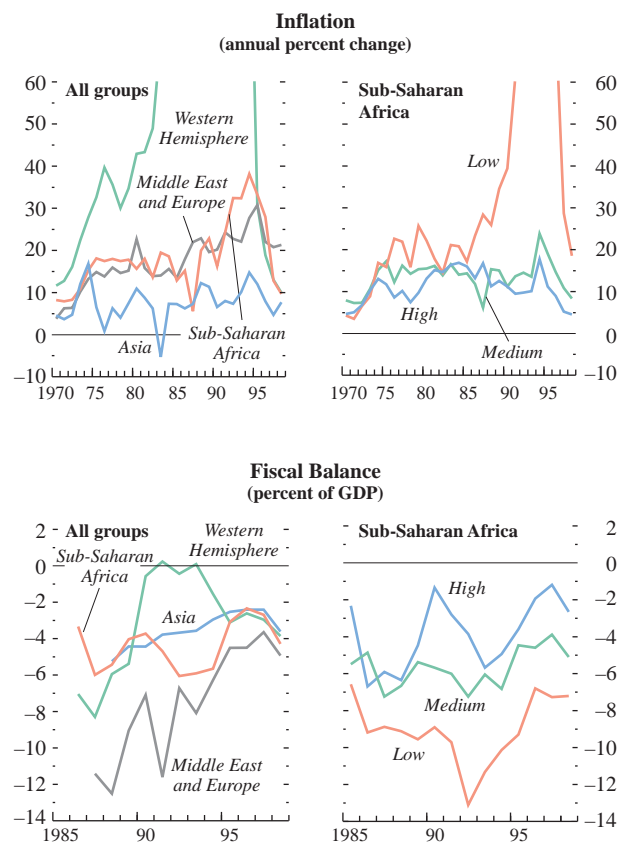 Inflation
(annual percent change)
All groups
60
50
40
30
20
10
0
–10
Western
Hemisphere
Middle East
and Europe
Asia
Sub-Saharan
Africa
1970
75
80
85
90
95
Sub-Saharan
Africa
60
50
40
30
20
10
0
–10
Low
High
Medium
1970
75
80
85
90
95
Fiscal Balance
(percent of GDP)
All groups
2
0
–2
–4
–6
–8
–10
–12
–14
Western
Hemisphere
Sub-Saharan
Africa
Asia
Middle East
and Europe
1985
90
95
Sub-Saharan Africa
2
0
–2
–4
–6
–8
–10
–12
–14
High
Medium
Low
1985
90
95